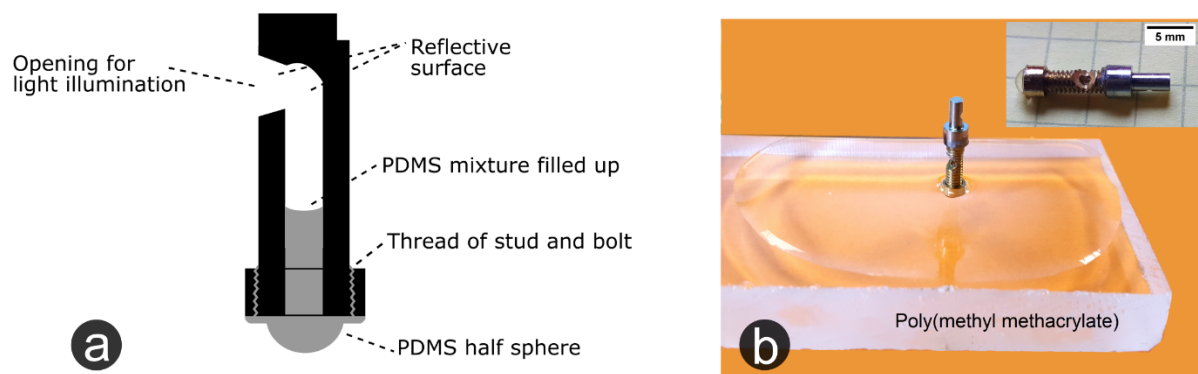 Opening for
light illumination
Reflective
surface
PDMS mixture filled up
Thread of stud and bolt
PDMS half sphere
a
5 mm
Poly(methyl methacrylate)
b